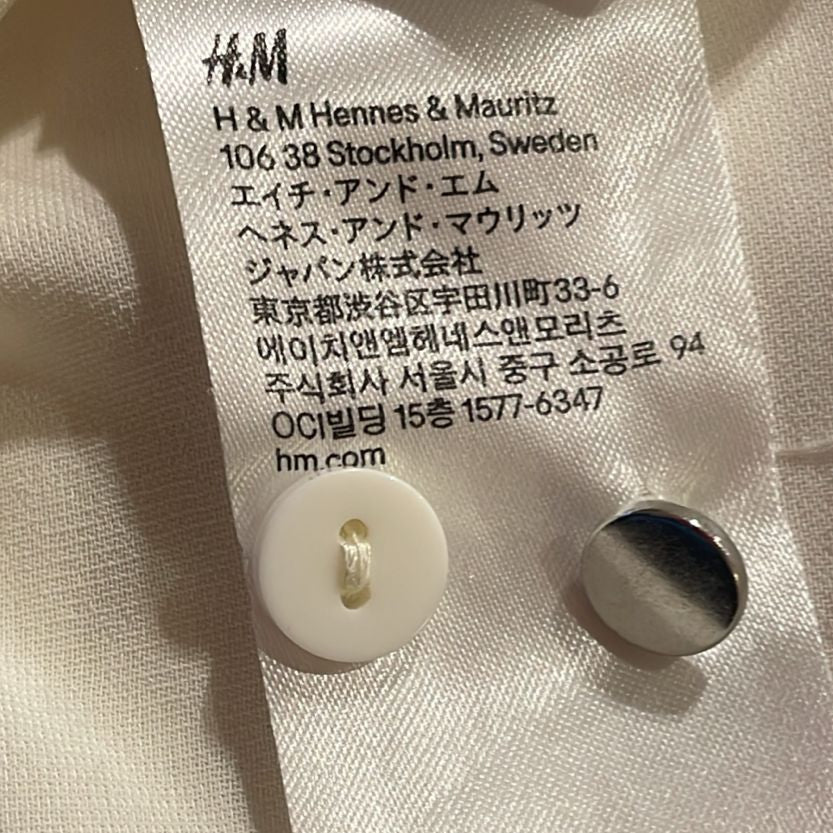 H&M
H & M Hennes & Mauritz
106 38 Stockholm, Sweden
エイチ・アンド・エム
ヘネス・アンド・マウリッツ
ジャパン株式会社
東京都渋谷区宇田川町33-6
에이치앤엠헤네스앤모리츠
주식회사 서울시 중구 소공로 94
OCI빌딩 15층 1577-6347
hm.com